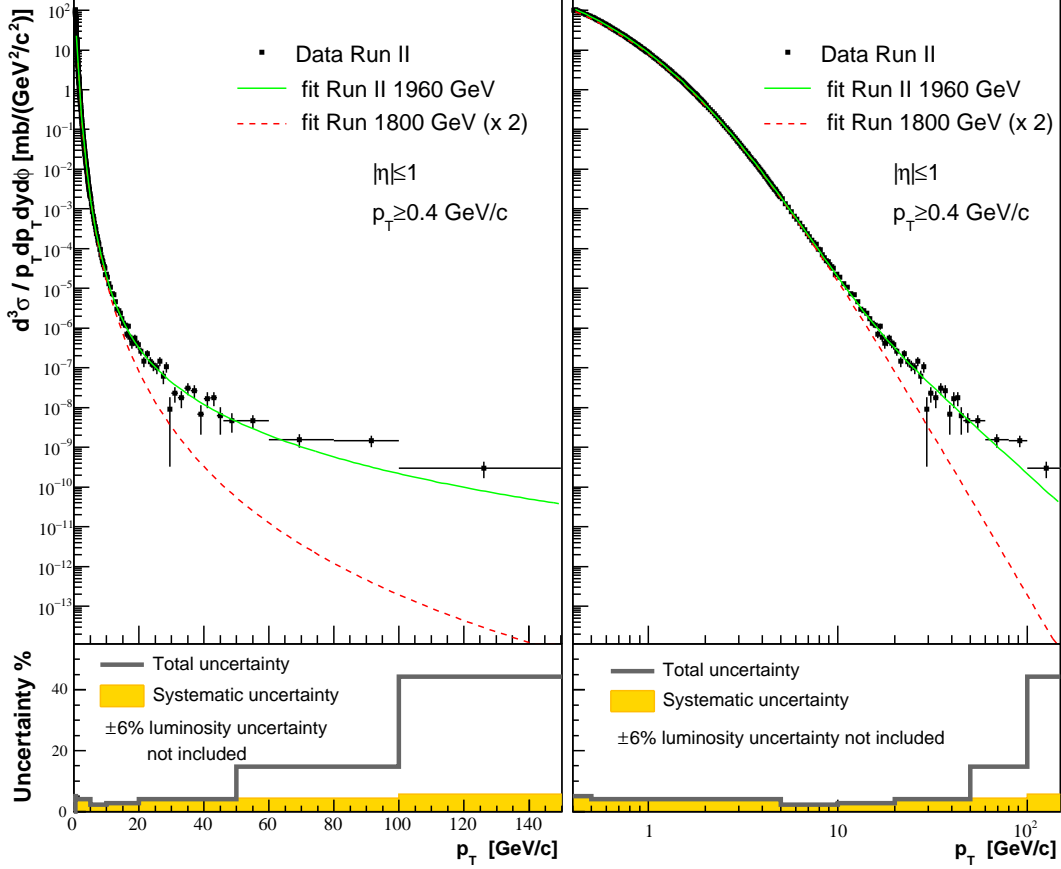 d³σ / p_T dp_T dydφ [mb/(GeV²/c²)]
10²
10
1
10⁻¹
10⁻²
10⁻³
10⁻⁴
10⁻⁵
10⁻⁶
10⁻⁷
10⁻⁸
10⁻⁹
10⁻¹⁰
10⁻¹¹
10⁻¹²
10⁻¹³
Data Run II
fit Run II 1960 GeV
fit Run 1800 GeV (x 2)
|η|≤1
p_T≥0.4 GeV/c
Data Run II
fit Run II 1960 GeV
fit Run 1800 GeV (x 2)
|η|≤1
p_T≥0.4 GeV/c
Uncertainty %
40
20
0
Total uncertainty
Systematic uncertainty
±6% luminosity uncertainty
not included
0 20 40 60 80 100 120 140
p_T [GeV/c]
Total uncertainty
Systematic uncertainty
±6% luminosity uncertainty not included
1 10 10²
p_T [GeV/c]